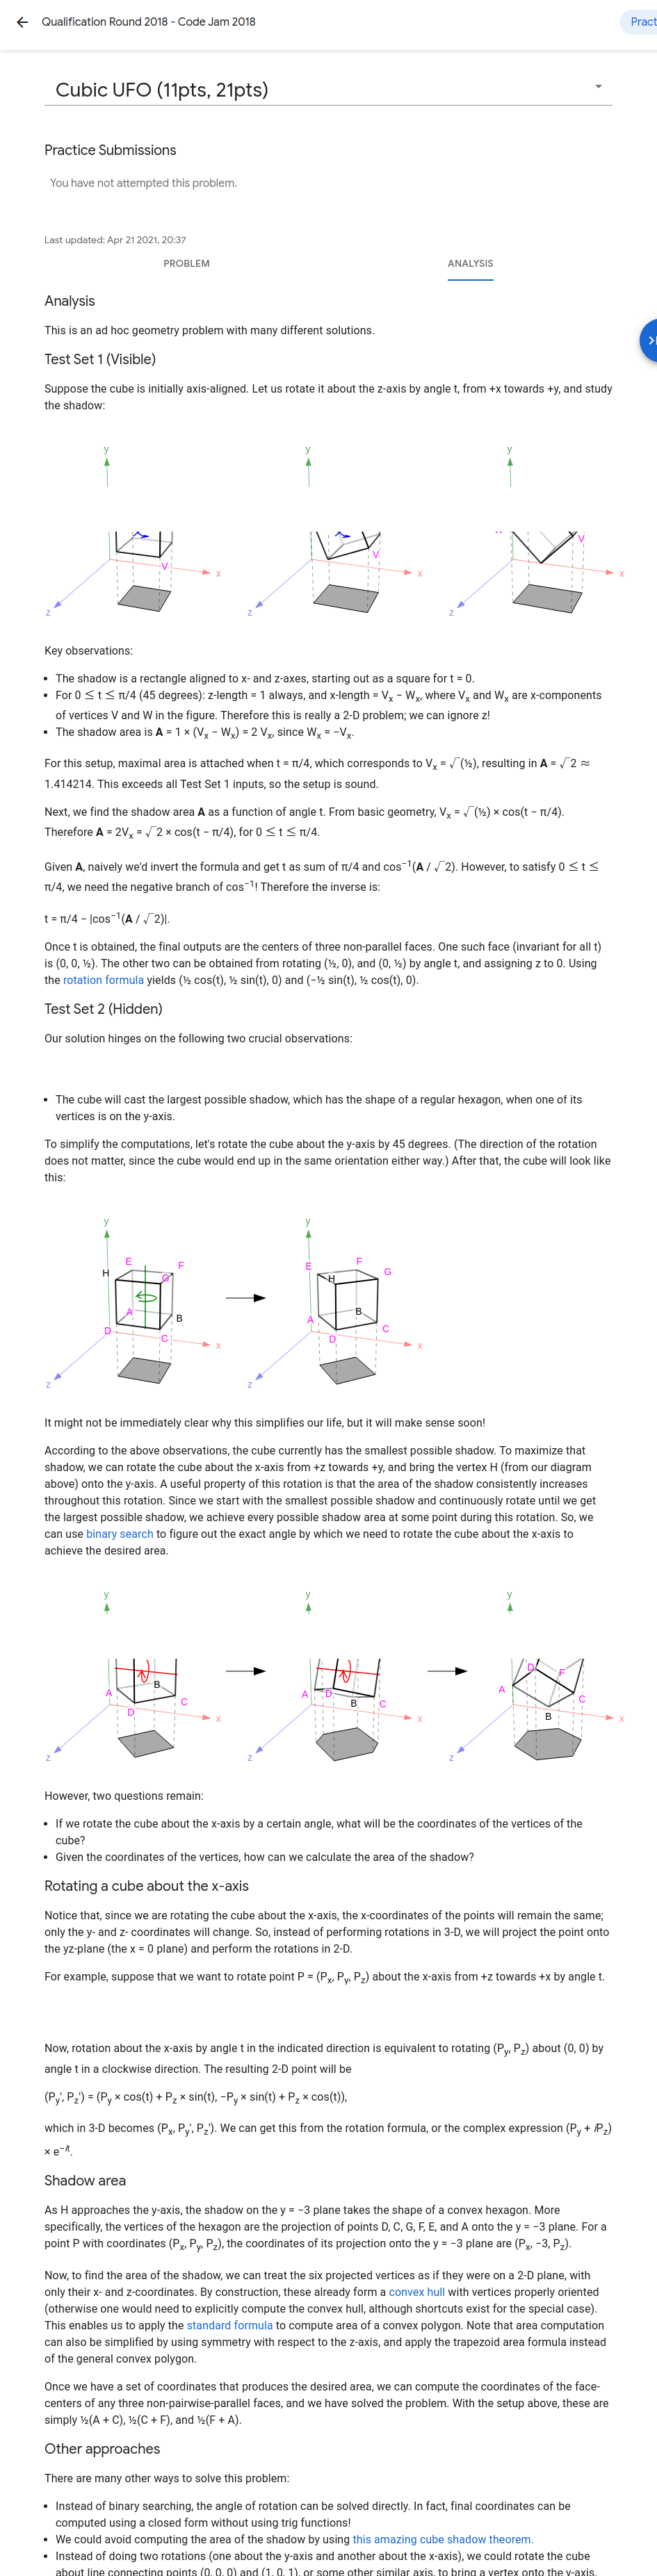 Qualification Round 2018 - Code Jam 2018
Pract
Cubic UFO (11pts, 21pts)
Practice Submissions
You have not attempted this problem.
Last updated: Apr 21 2021, 20:37
PROBLEM
ANALYSIS
Analysis
This is an ad hoc geometry problem with many different solutions.
Test Set 1 (Visible)
Suppose the cube is initially axis-aligned. Let us rotate it about the z-axis by angle t, from +x towards +y, and study
the shadow:
y y y
V V V
x x x
z z z
Key observations:
• The shadow is a rectangle aligned to x- and z-axes, starting out as a square for t = 0.
• For 0 ≤ t ≤ π/4 (45 degrees): z-length = 1 always, and x-length = Vx − Wx, where Vx and Wx are x-components
of vertices V and W in the figure. Therefore this is really a 2-D problem; we can ignore z!
• The shadow area is A = 1 × (Vx − Wx) = 2 Vx, since Wx = −Vx.
For this setup, maximal area is attached when t = π/4, which corresponds to Vx = √(½), resulting in A = √2 ≈
1.414214. This exceeds all Test Set 1 inputs, so the setup is sound.
Next, we find the shadow area A as a function of angle t. From basic geometry, Vx = √(½) × cos(t − π/4).
Therefore A = 2Vx = √2 × cos(t − π/4), for 0 ≤ t ≤ π/4.
Given A, naively we'd invert the formula and get t as sum of π/4 and cos−1(A / √2). However, to satisfy 0 ≤ t ≤
π/4, we need the negative branch of cos−1! Therefore the inverse is:
t = π/4 − |cos−1(A / √2)|.
Once t is obtained, the final outputs are the centers of three non-parallel faces. One such face (invariant for all t)
is (0, 0, ½). The other two can be obtained from rotating (½, 0), and (0, ½) by angle t, and assigning z to 0. Using
the rotation formula yields (½ cos(t), ½ sin(t), 0) and (−½ sin(t), ½ cos(t), 0).
Test Set 2 (Hidden)
Our solution hinges on the following two crucial observations:
• The cube will cast the largest possible shadow, which has the shape of a regular hexagon, when one of its
vertices is on the y-axis.
To simplify the computations, let's rotate the cube about the y-axis by 45 degrees. (The direction of the rotation
does not matter, since the cube would end up in the same orientation either way.) After that, the cube will look like
this:
y y
E F E F
H G H G
A B A B
D C D C
x x
z z
It might not be immediately clear why this simplifies our life, but it will make sense soon!
According to the above observations, the cube currently has the smallest possible shadow. To maximize that
shadow, we can rotate the cube about the x-axis from +z towards +y, and bring the vertex H (from our diagram
above) onto the y-axis. A useful property of this rotation is that the area of the shadow consistently increases
throughout this rotation. Since we start with the smallest possible shadow and continuously rotate until we get
the largest possible shadow, we achieve every possible shadow area at some point during this rotation. So, we
can use binary search to figure out the exact angle by which we need to rotate the cube about the x-axis to
achieve the desired area.
y y y
B D F
A C A D B C A C B
D
x x x
z z z
However, two questions remain:
• If we rotate the cube about the x-axis by a certain angle, what will be the coordinates of the vertices of the
cube?
• Given the coordinates of the vertices, how can we calculate the area of the shadow?
Rotating a cube about the x-axis
Notice that, since we are rotating the cube about the x-axis, the x-coordinates of the points will remain the same;
only the y- and z- coordinates will change. So, instead of performing rotations in 3-D, we will project the point onto
the yz-plane (the x = 0 plane) and perform the rotations in 2-D.
For example, suppose that we want to rotate point P = (Px, Py, Pz) about the x-axis from +z towards +x by angle t.
Now, rotation about the x-axis by angle t in the indicated direction is equivalent to rotating (Py, Pz) about (0, 0) by
angle t in a clockwise direction. The resulting 2-D point will be
(Py', Pz') = (Py × cos(t) + Pz × sin(t), −Py × sin(t) + Pz × cos(t)),
which in 3-D becomes (Px, Py', Pz'). We can get this from the rotation formula, or the complex expression (Py + iPz)
× e−it.
Shadow area
As H approaches the y-axis, the shadow on the y = −3 plane takes the shape of a convex hexagon. More
specifically, the vertices of the hexagon are the projection of points D, C, G, F, E, and A onto the y = −3 plane. For a
point P with coordinates (Px, Py, Pz), the coordinates of its projection onto the y = −3 plane are (Px, −3, Pz).
Now, to find the area of the shadow, we can treat the six projected vertices as if they were on a 2-D plane, with
only their x- and z-coordinates. By construction, these already form a convex hull with vertices properly oriented
(otherwise one would need to explicitly compute the convex hull, although shortcuts exist for the special case).
This enables us to apply the standard formula to compute area of a convex polygon. Note that area computation
can also be simplified by using symmetry with respect to the z-axis, and apply the trapezoid area formula instead
of the general convex polygon.
Once we have a set of coordinates that produces the desired area, we can compute the coordinates of the face-
centers of any three non-pairwise-parallel faces, and we have solved the problem. With the setup above, these are
simply ½(A + C), ½(C + F), and ½(F + A).
Other approaches
There are many other ways to solve this problem:
• Instead of binary searching, the angle of rotation can be solved directly. In fact, final coordinates can be
computed using a closed form without using trig functions!
• We could avoid computing the area of the shadow by using this amazing cube shadow theorem.
• Instead of doing two rotations (one about the y-axis and another about the x-axis), we could rotate the cube
about line connecting points (0, 0, 0) and (1, 0, 1), or some other similar axis, to bring a vertex onto the y-axis.